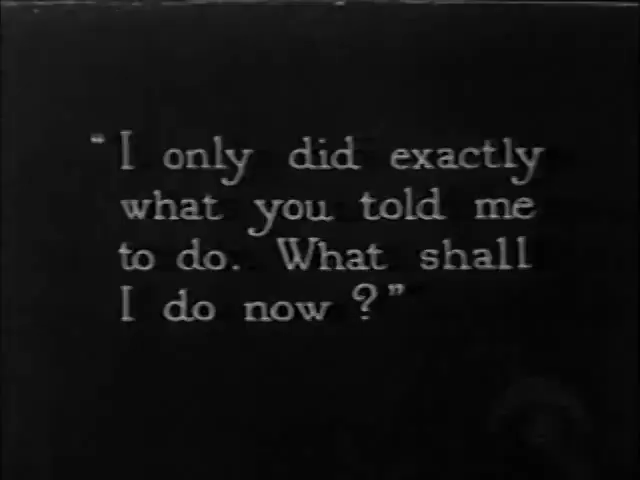 “I only did exactly
what you told me
to do. What shall
I do now?”